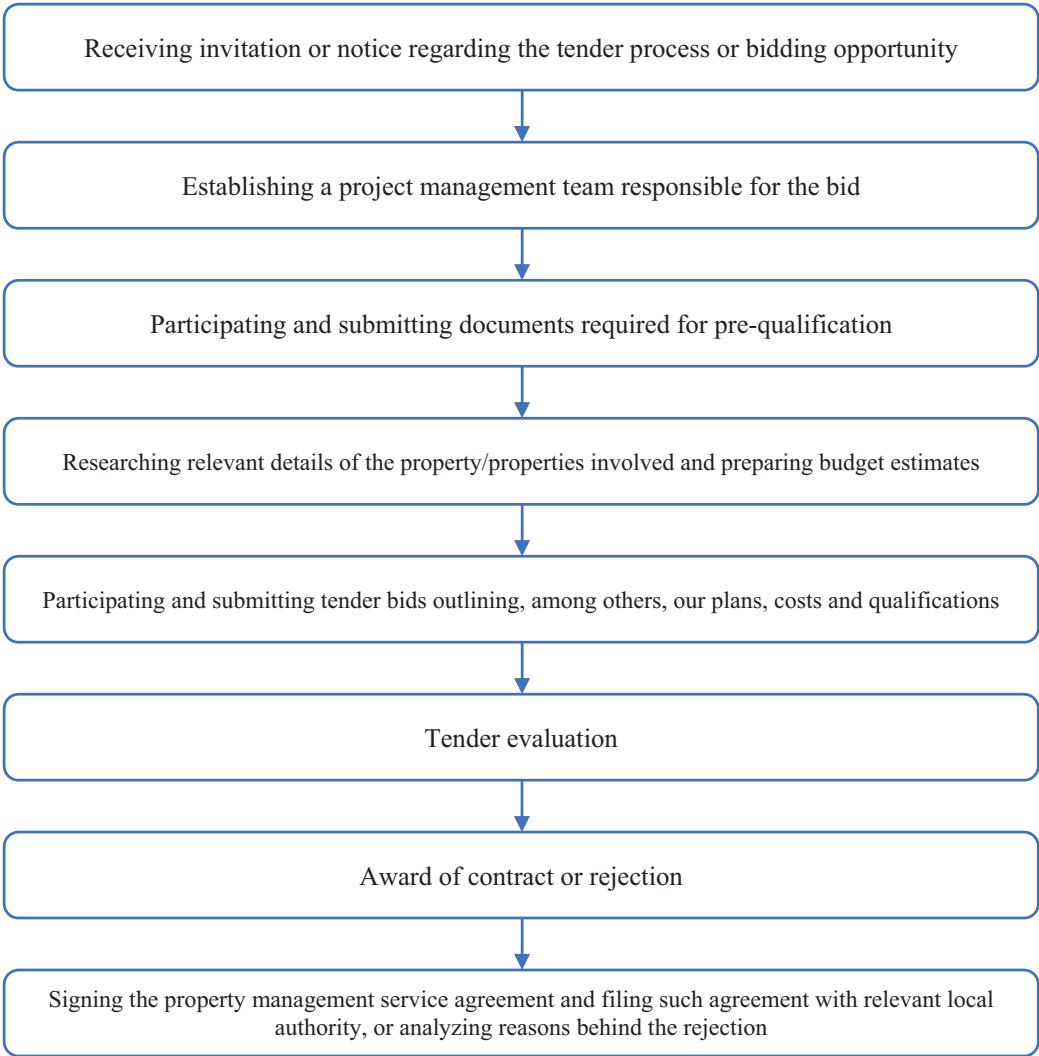 Receiving invitation or notice regarding the tender process or bidding opportunity
Establishing a project management team responsible for the bid
Participating and submitting documents required for pre-qualification
Researching relevant details of the property/properties involved and preparing budget estimates
Participating and submitting tender bids outlining, among others, our plans, costs and qualifications
Tender evaluation
Award of contract or rejection
Signing the property management service agreement and filing such agreement with relevant local
authority, or analyzing reasons behind the rejection